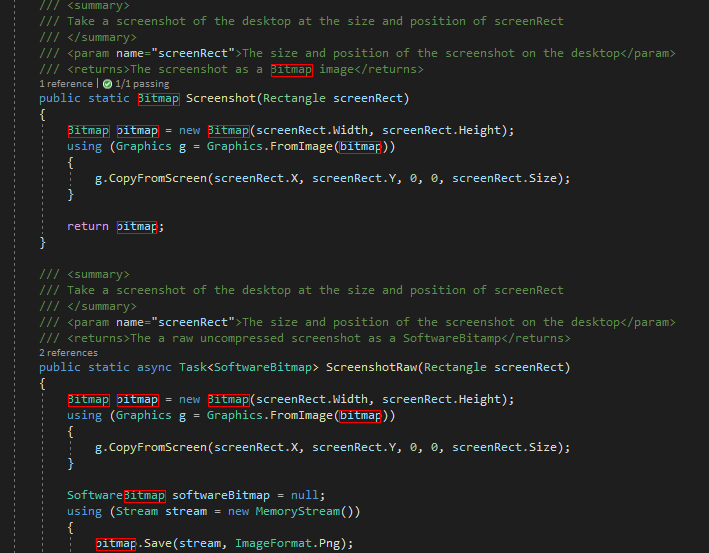 /// <summary>
/// Take a screenshot of the desktop at the size and position of screenRect
/// </summary>
/// <param name="screenRect">The size and position of the screenshot on the desktop</param>
/// <returns>The screenshot as a Bitmap image</returns>
1 reference | 1/1 passing
public static Bitmap Screenshot(Rectangle screenRect)
{
Bitmap bitmap = new Bitmap(screenRect.Width, screenRect.Height);
using (Graphics g = Graphics.FromImage(bitmap))
{
g.CopyFromScreen(screenRect.X, screenRect.Y, 0, 0, screenRect.Size);
}
return bitmap;
}
/// <summary>
/// Take a screenshot of the desktop at the size and position of screenRect
/// </summary>
/// <param name="screenRect">The size and position of the screenshot on the desktop</param>
/// <returns>The a raw uncompressed screenshot as a SoftwareBitamp</returns>
2 references
public static async Task<SoftwareBitmap> ScreenshotRaw(Rectangle screenRect)
{
Bitmap bitmap = new Bitmap(screenRect.Width, screenRect.Height);
using (Graphics g = Graphics.FromImage(bitmap))
{
g.CopyFromScreen(screenRect.X, screenRect.Y, 0, 0, screenRect.Size);
}
SoftwareBitmap softwareBitmap = null;
using (Stream stream = new MemoryStream())
{
bitmap.Save(stream, ImageFormat.Png);